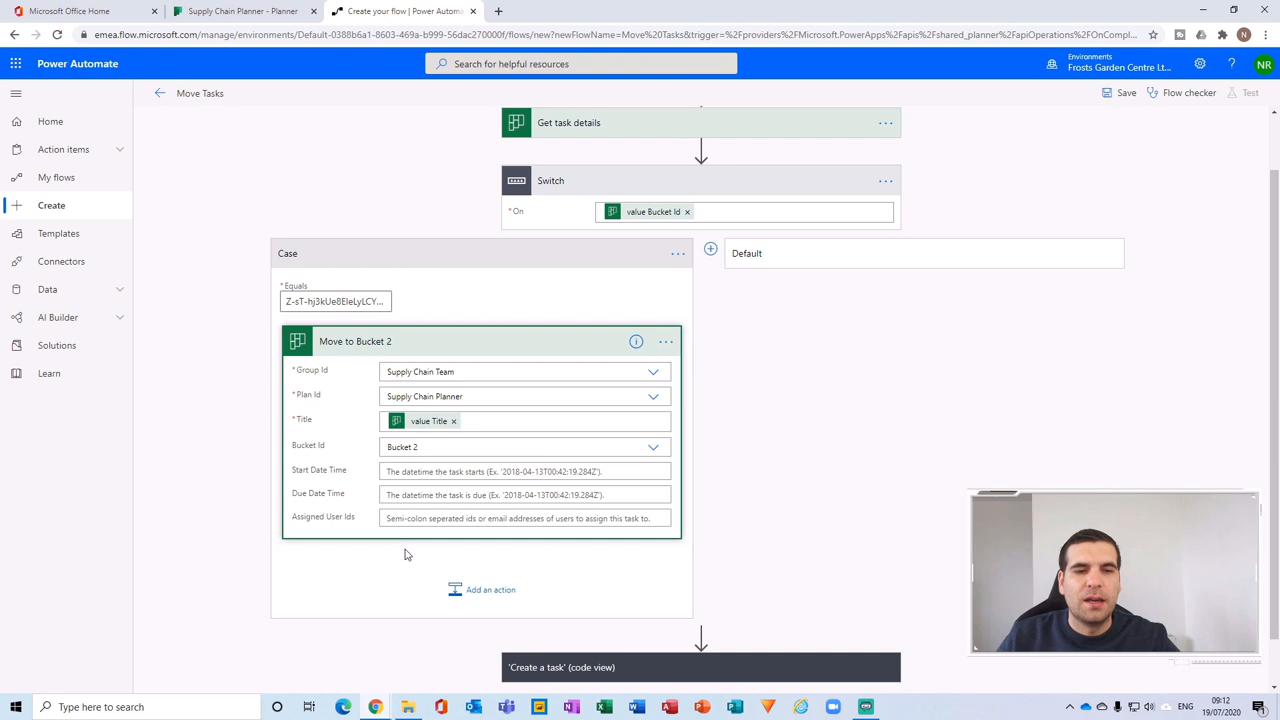 Microsoft Office Home
Supply Chain Planner - Planner
Create your flow | Power Automate
emea.flow.microsoft.com/manage/environments/Default-0388b6a1-8603-469a-b999-56dac270000f/flows/new?newFlowName=Move%20Tasks&trigger=%2Fproviders%2FMicrosoft.PowerApps%2Fapis%2Fshared_planner%2FapiOperations%2FOnCompl...
Power Automate
Search for helpful resources
Environments
Frosts Garden Centre Lt...
NR
Move Tasks
Save
Flow checker
Test
Home
Action items
My flows
Create
Templates
Connectors
Data
AI Builder
Solutions
Learn
Get task details
Switch
*On
value Bucket Id
Case
Default
*Equals
Z-sT-hj3kUe8EleLyLCY...
Move to Bucket 2
*Group Id
Supply Chain Team
*Plan Id
Supply Chain Planner
*Title
value Title
Bucket Id
Bucket 2
Start Date Time
The datetime the task starts (Ex. '2018-04-13T00:42:19.284Z').
Due Date Time
The datetime the task is due (Ex. '2018-04-13T00:42:19.284Z').
Assigned User Ids
Semi-colon seperated ids or email addresses of users to assign this task to.
Add an action
'Create a task' (code view)
Type here to search
ENG
09:12
19/07/2020